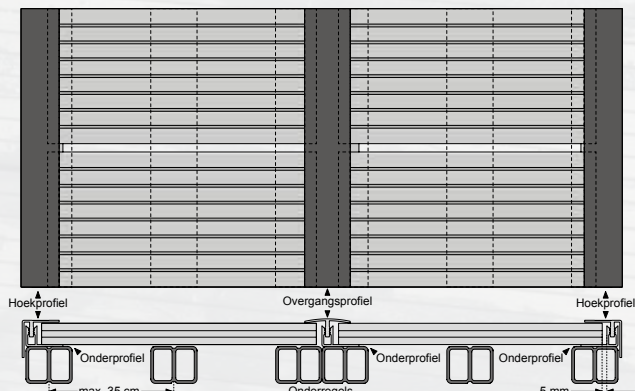 Hoekprofiel Overgangsprofiel Hoekprofiel
Onderprofiel Onderprofiel Onderprofiel
max. 35 cm Onderregels 5 mm